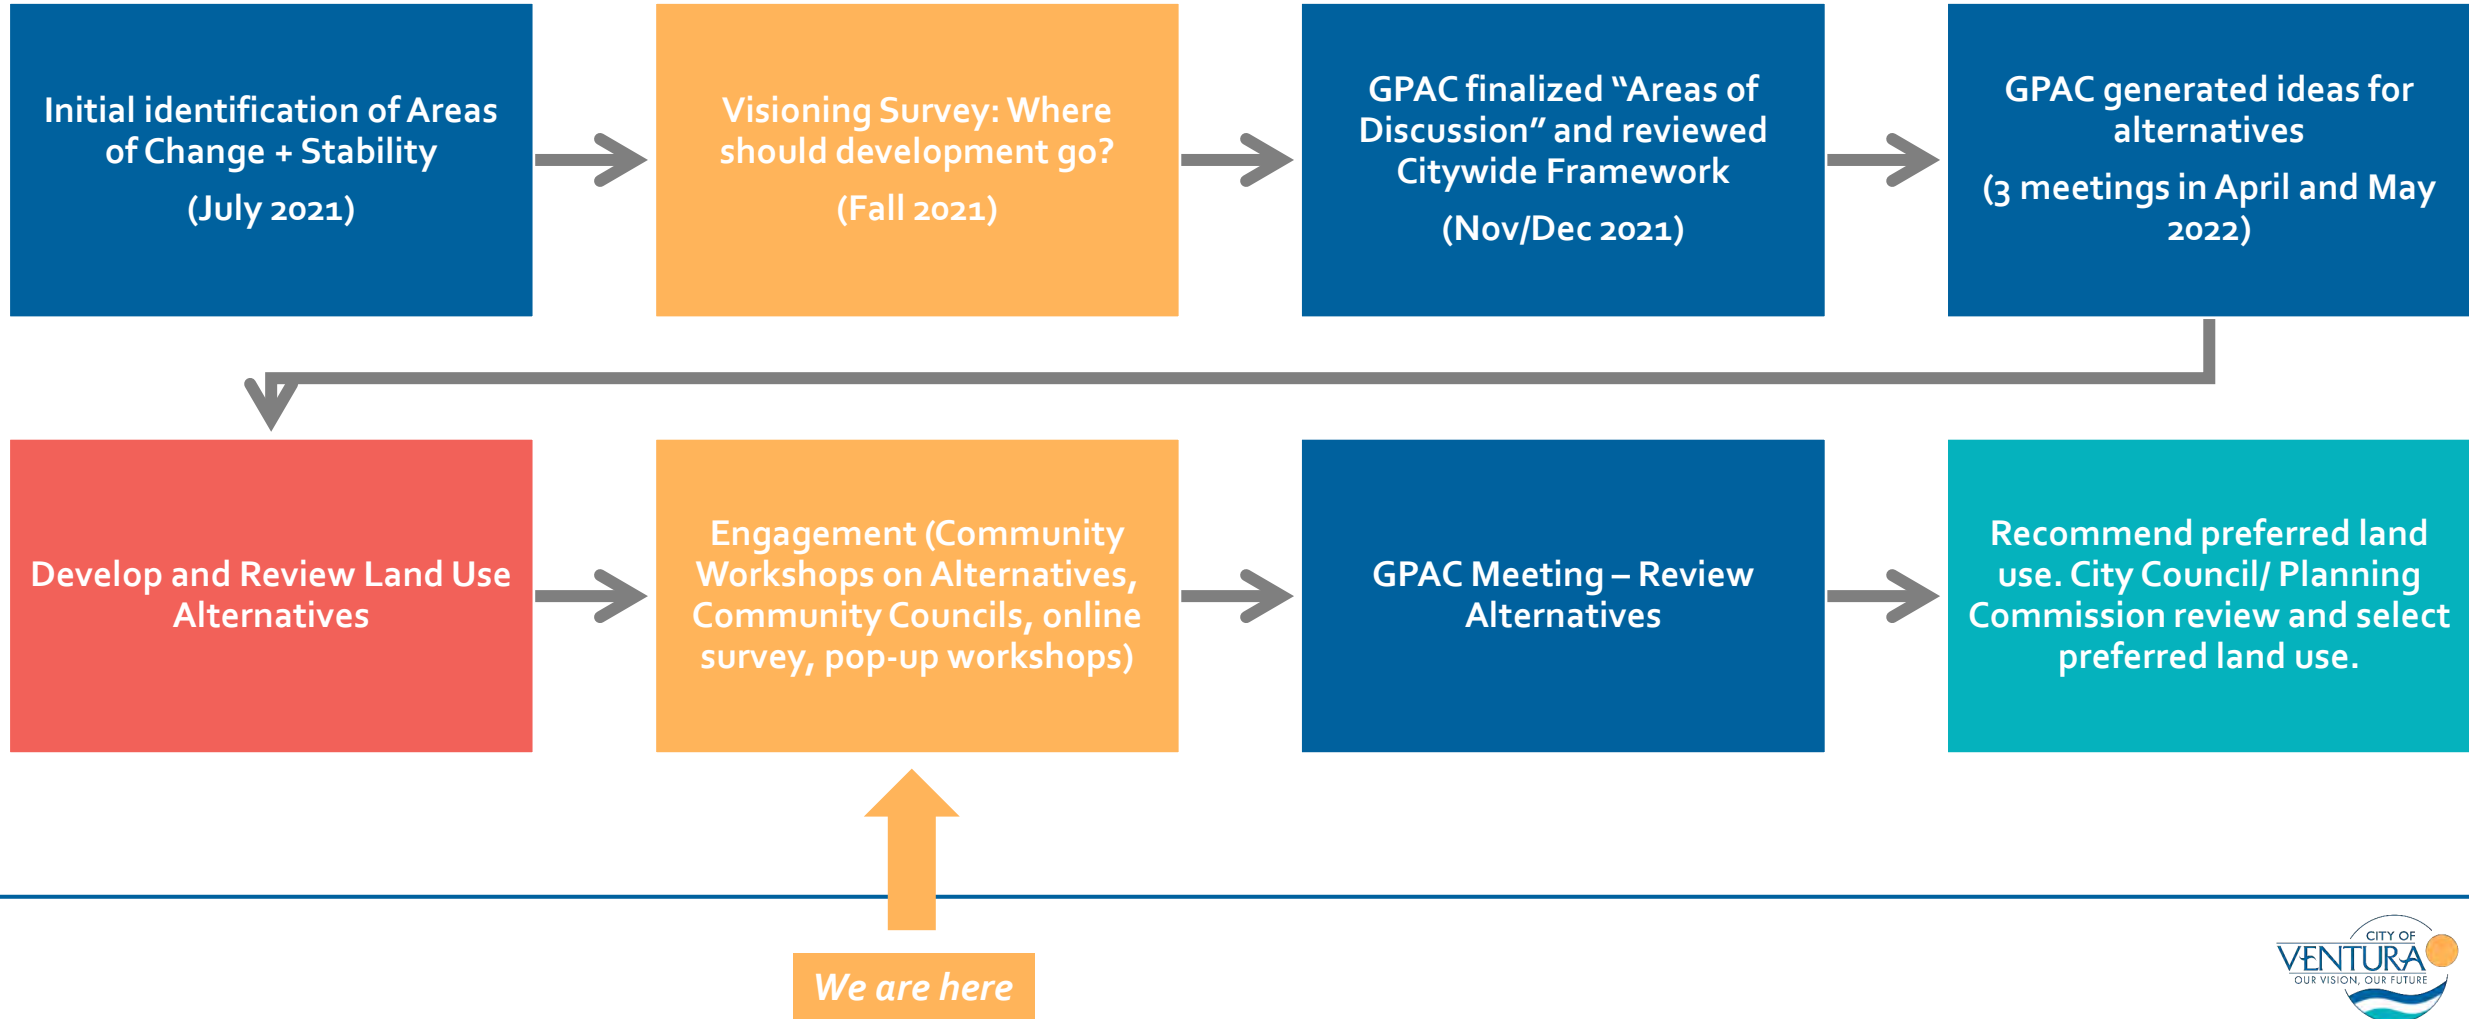 Initial identification of Areas
of Change + Stability
(July 2021)
Visioning Survey: Where
should development go?
(Fall 2021)
GPAC finalized “Areas of
Discussion” and reviewed
Citywide Framework
(Nov/Dec 2021)
GPAC generated ideas for
alternatives
(3 meetings in April and May
2022)
Develop and Review Land Use
Alternatives
Engagement (Community
Workshops on Alternatives,
Community Councils, online
survey, pop-up workshops)
GPAC Meeting – Review
Alternatives
Recommend preferred land
use. City Council/ Planning
Commission review and select
preferred land use.
We are here
CITY OF
VENTURA
OUR VISION, OUR FUTURE